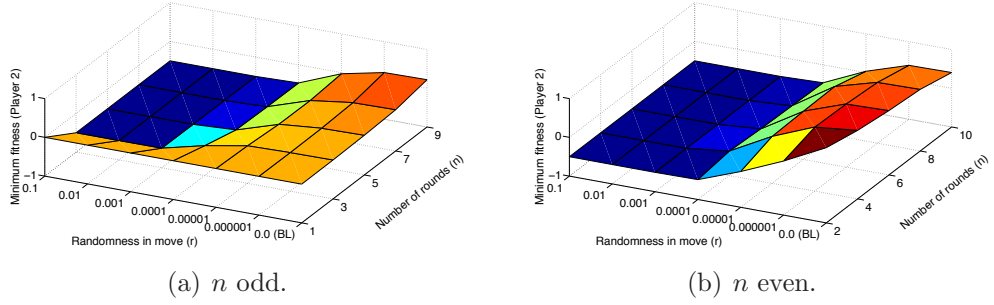 Minimum fitness (Player 2)
1
0
−1
0.1
0.01
0.001
0.0001
0.00001
0.000001
0.0 (BL)
Randomness in move (r)
1
3
5
7
9
Number of rounds (n)
(a) n odd.
Minimum fitness (Player 2)
1
0
−1
0.1
0.01
0.001
0.0001
0.00001
0.000001
0.0 (BL)
Randomness in move (r)
2
4
6
8
10
Number of rounds (n)
(b) n even.